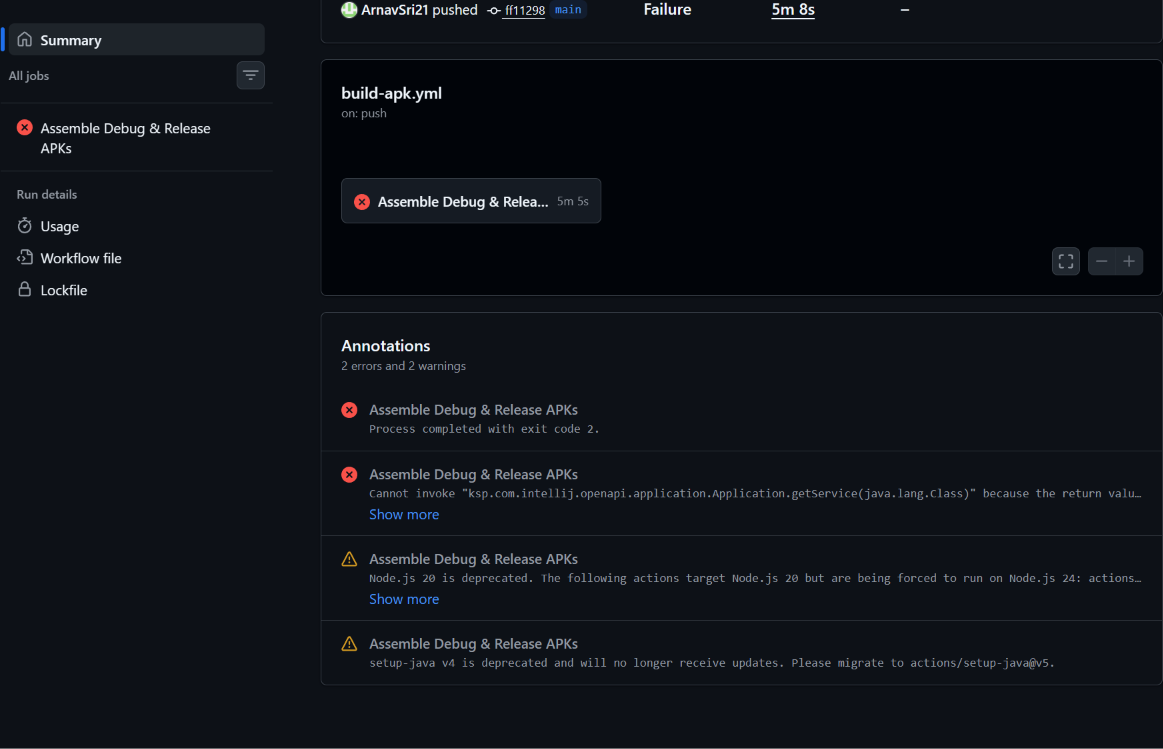 ArnavSri21 pushed ff11298 main Failure 5m 8s –
Summary
All jobs
Assemble Debug & Release
APKs
Run details
Usage
Workflow file
Lockfile
build-apk.yml
on: push
Assemble Debug & Relea... 5m 5s
Annotations
2 errors and 2 warnings
Assemble Debug & Release APKs
Process completed with exit code 2.
Assemble Debug & Release APKs
Cannot invoke "ksp.com.intellij.openapi.application.Application.getService(java.lang.Class)" because the return valu…
Show more
Assemble Debug & Release APKs
Node.js 20 is deprecated. The following actions target Node.js 20 but are being forced to run on Node.js 24: actions…
Show more
Assemble Debug & Release APKs
setup-java v4 is deprecated and will no longer receive updates. Please migrate to actions/setup-java@v5.